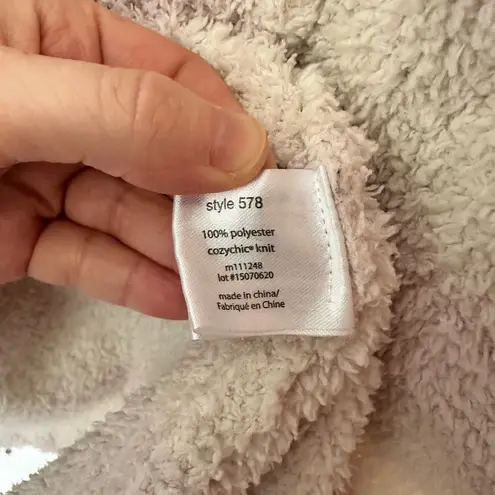 style 578
100% polyester
cozychic® knit
m111248
lot #15070620
made in china/
Fabriqué en Chine